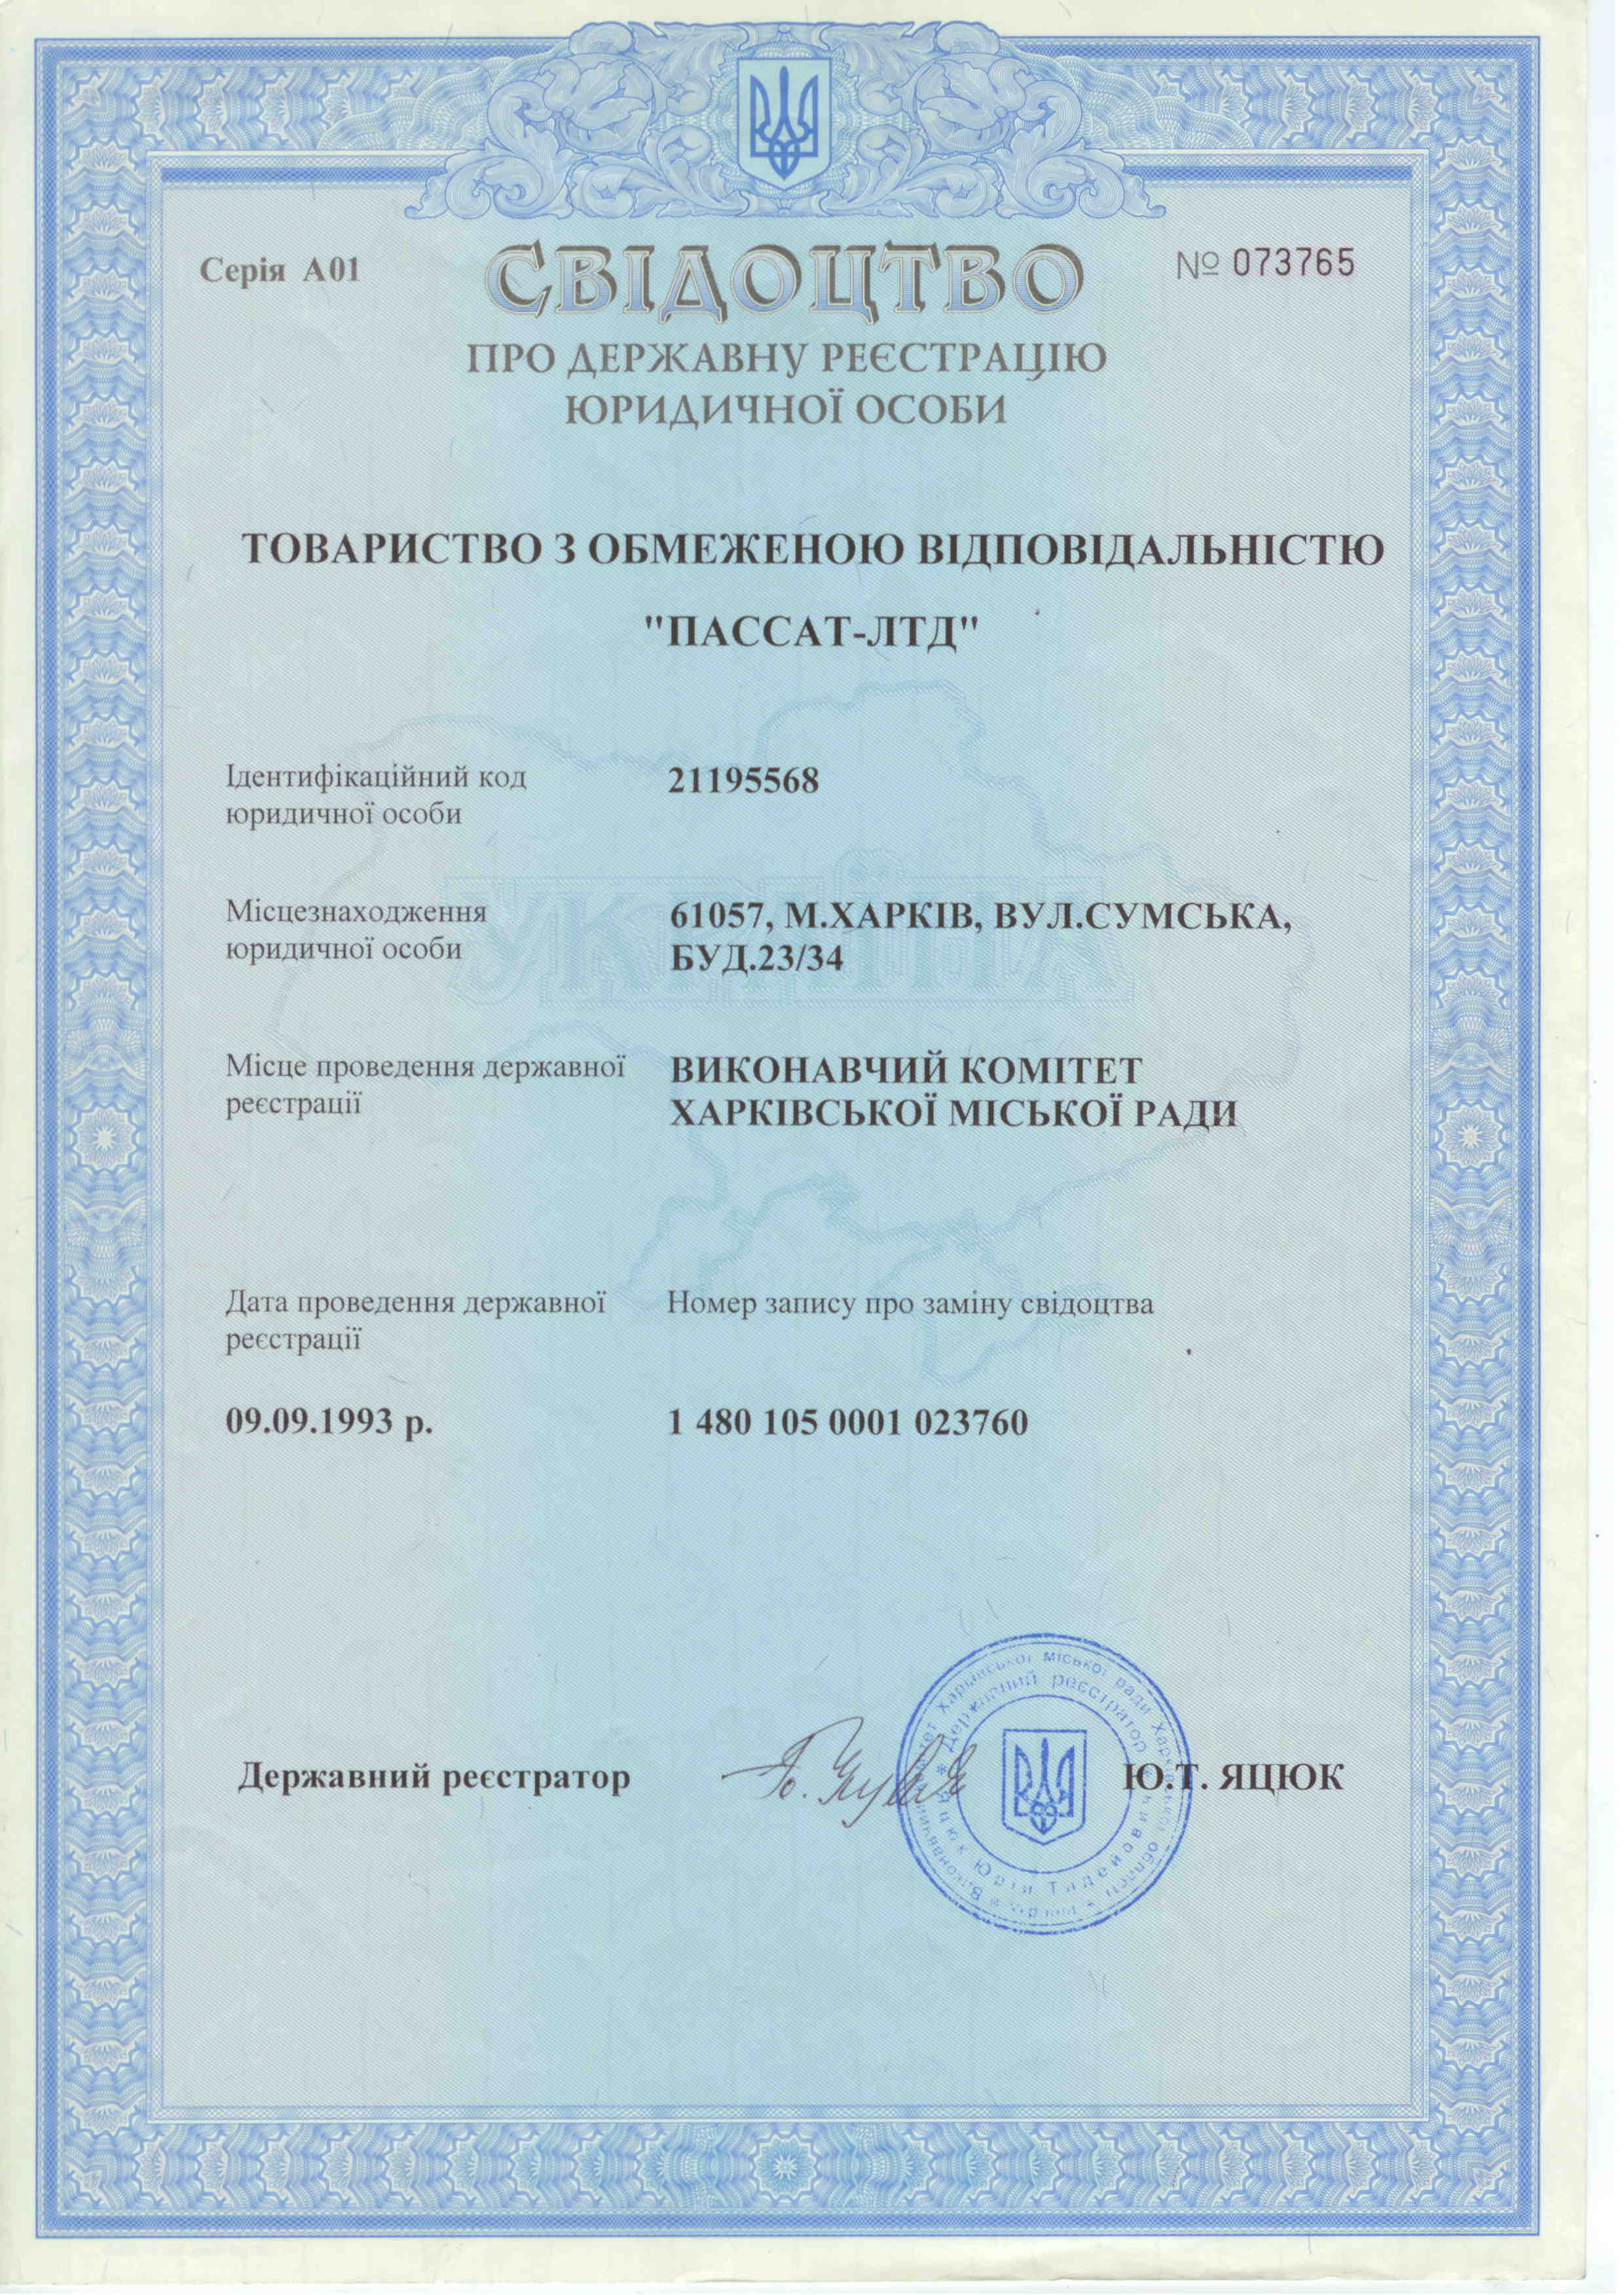 Серія А01
СВІДОЦТВО
№ 073765
ПРО ДЕРЖАВНУ РЕЄСТРАЦІЮ
ЮРИДИЧНОЇ ОСОБИ
ТОВАРИСТВО З ОБМЕЖЕНОЮ ВІДПОВІДАЛЬНІСТЮ
"ПАССАТ-ЛТД"
Ідентифікаційний код
юридичної особи
21195568
УКРАЇНА
Місцезнаходження
юридичної особи
61057, М.ХАРКІВ, ВУЛ.СУМСЬКА,
БУД.23/34
Місце проведення державної
реєстрації
ВИКОНАВЧИЙ КОМІТЕТ
ХАРКІВСЬКОЇ МІСЬКОЇ РАДИ
Дата проведення державної
реєстрації
Номер запису про заміну свідоцтва
09.09.1993 р.
1 480 105 0001 023760
Державний реєстратор
Ю.Т. ЯЦЮК
Харківської міської ради Харківської області
Державний реєстратор
Юрій Тадейович